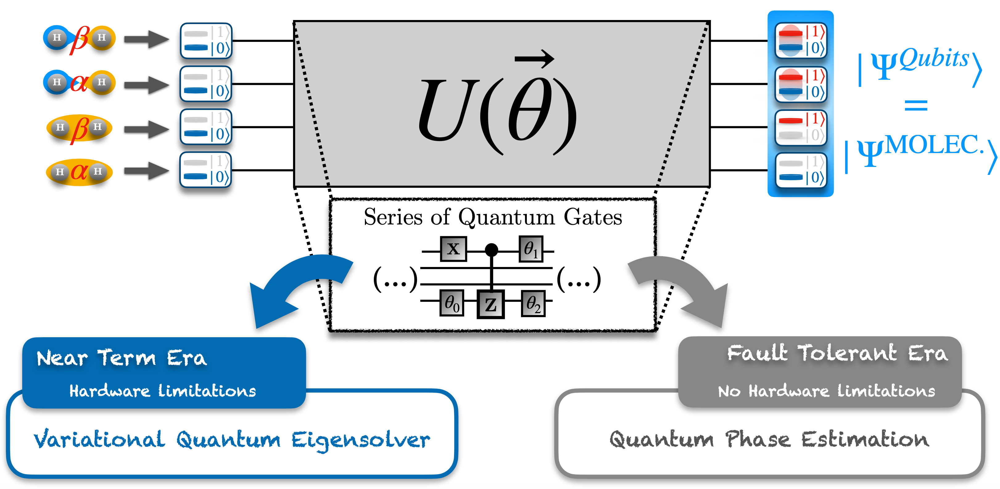 H β H
|1⟩
|0⟩
H α H
|1⟩
|0⟩
H β H
|1⟩
|0⟩
H α H
|1⟩
|0⟩
U(θ⃗)
|1⟩
|0⟩
|1⟩
|0⟩
|1⟩
|0⟩
|1⟩
|0⟩
|Ψ^Qubits⟩
=
|Ψ^MOLEC.⟩
Series of Quantum Gates
X θ₁
(...) (...)
θ₀ Z θ₂
Near Term Era
Hardware limitations
Variational Quantum Eigensolver
Fault Tolerant Era
No Hardware limitations
Quantum Phase Estimation